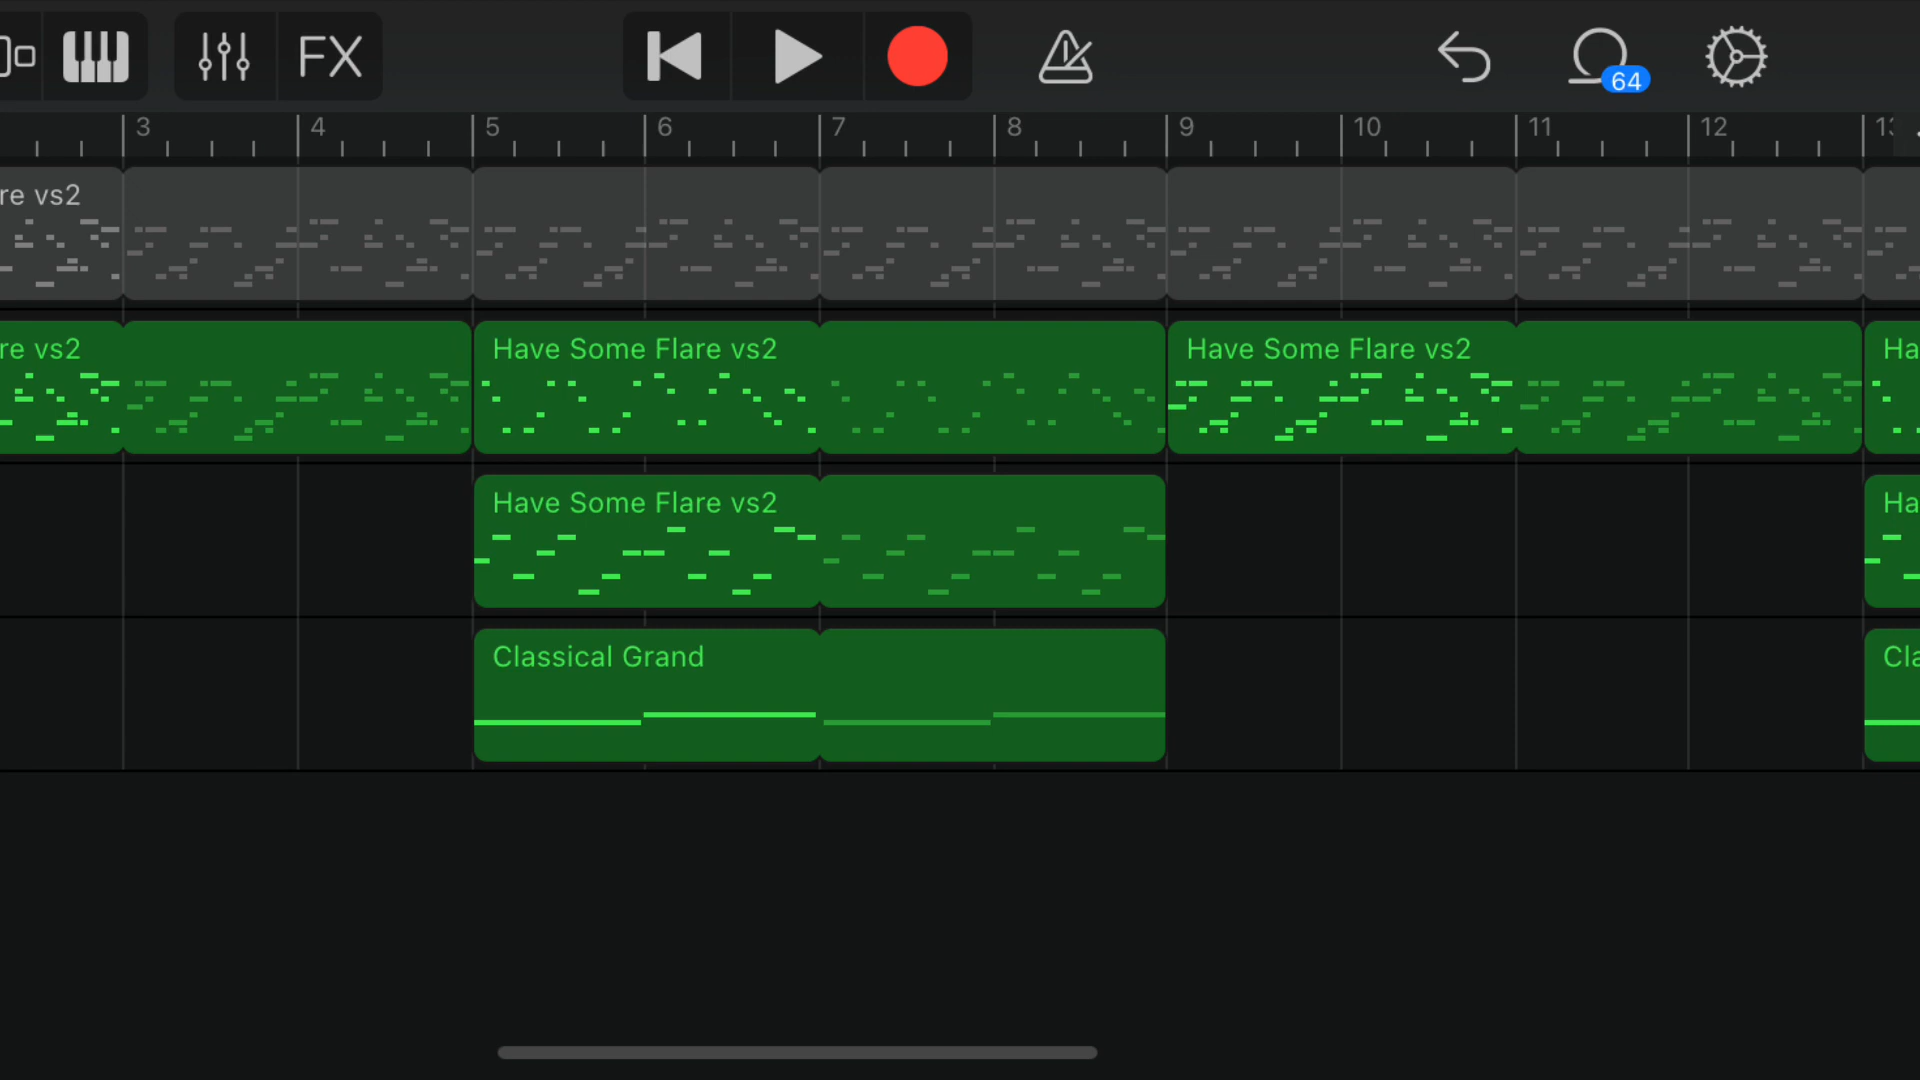 FX
64
3 4 5 6 7 8 9 10 11 12 13
re vs2
re vs2 Have Some Flare vs2 Have Some Flare vs2 Ha
Have Some Flare vs2 Ha
Classical Grand Cla